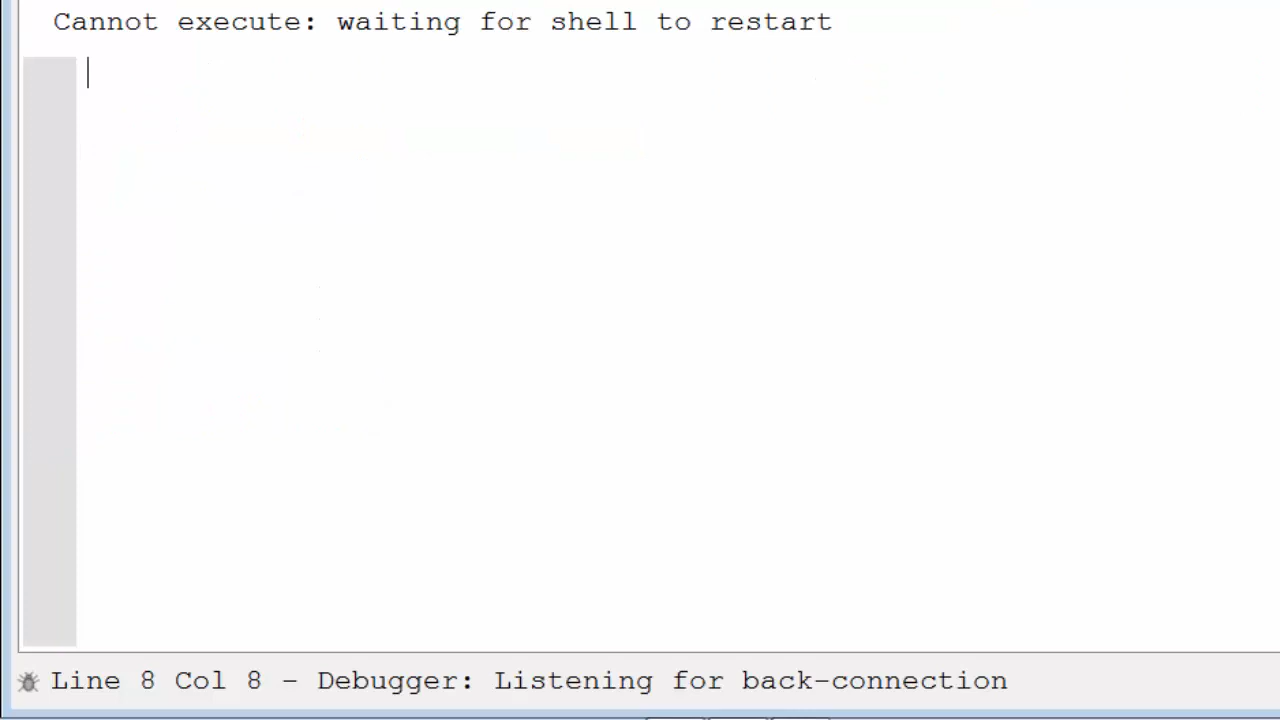 Cannot execute: waiting for shell to restart
Line 8 Col 8 – Debugger: Listening for back-connection